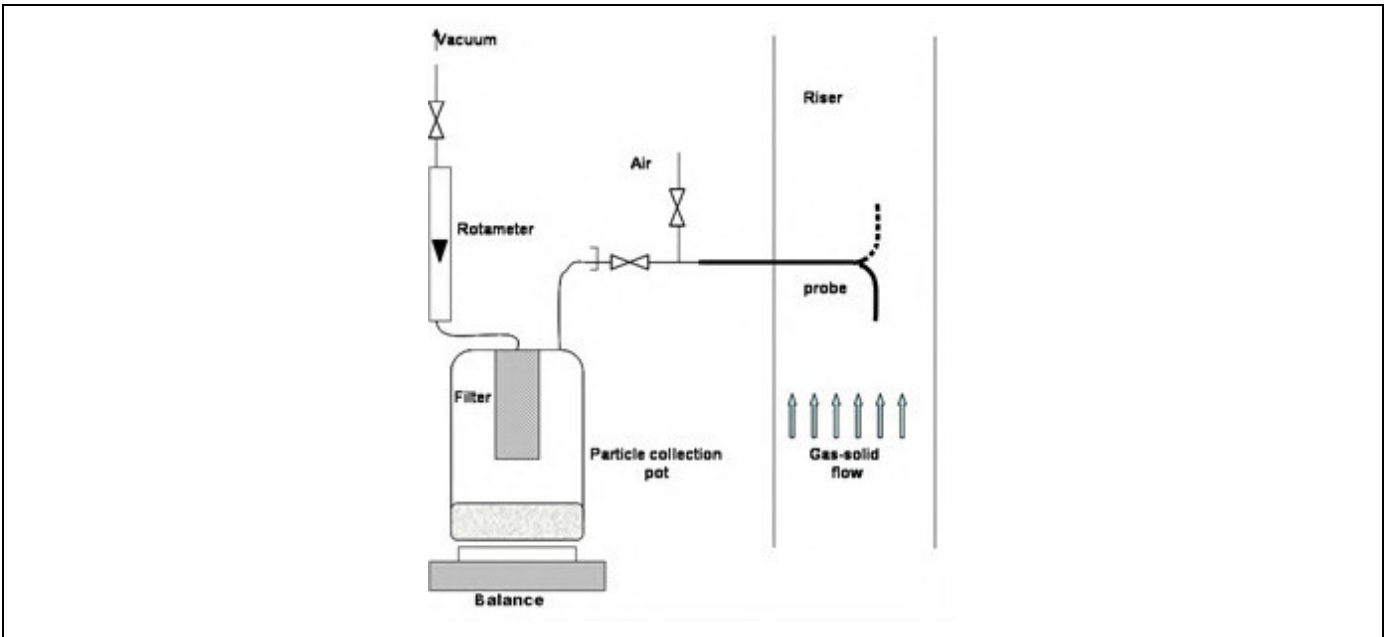 Vacuum
Riser
Air
Rotameter
probe
Filter
Particle collection
pot
Gas-solid
flow
Balance